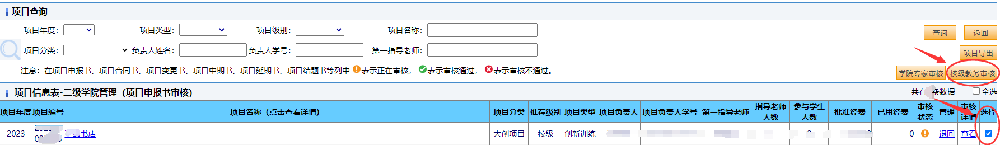 项目查询
项目年度： 项目类型： 项目级别： 项目名称： 查询 返回
项目分类： 负责人姓名： 负责人学号： 第一指导老师： 项目导出
注意：在项目申报书、项目合同书、项目变更书、项目中期书、项目延期书、项目结题书等列中 表示正在审核， 表示审核通过， 表示审核不通过。 学院专家审核 校级教务审核
项目信息表-二级学院管理（项目申报书审核） 共有 条数据 全选
项目年度 项目编号 项目名称（点击查看详情） 项目分类 推荐级别 项目类型 项目负责人 项目负责人学号 第一指导老师 指导老师人数 参与学生人数 批准经费 已用经费 审核状态 管理 审核详情 选择
2023 书店 大创项目 校级 创新训练 0 退回 查看